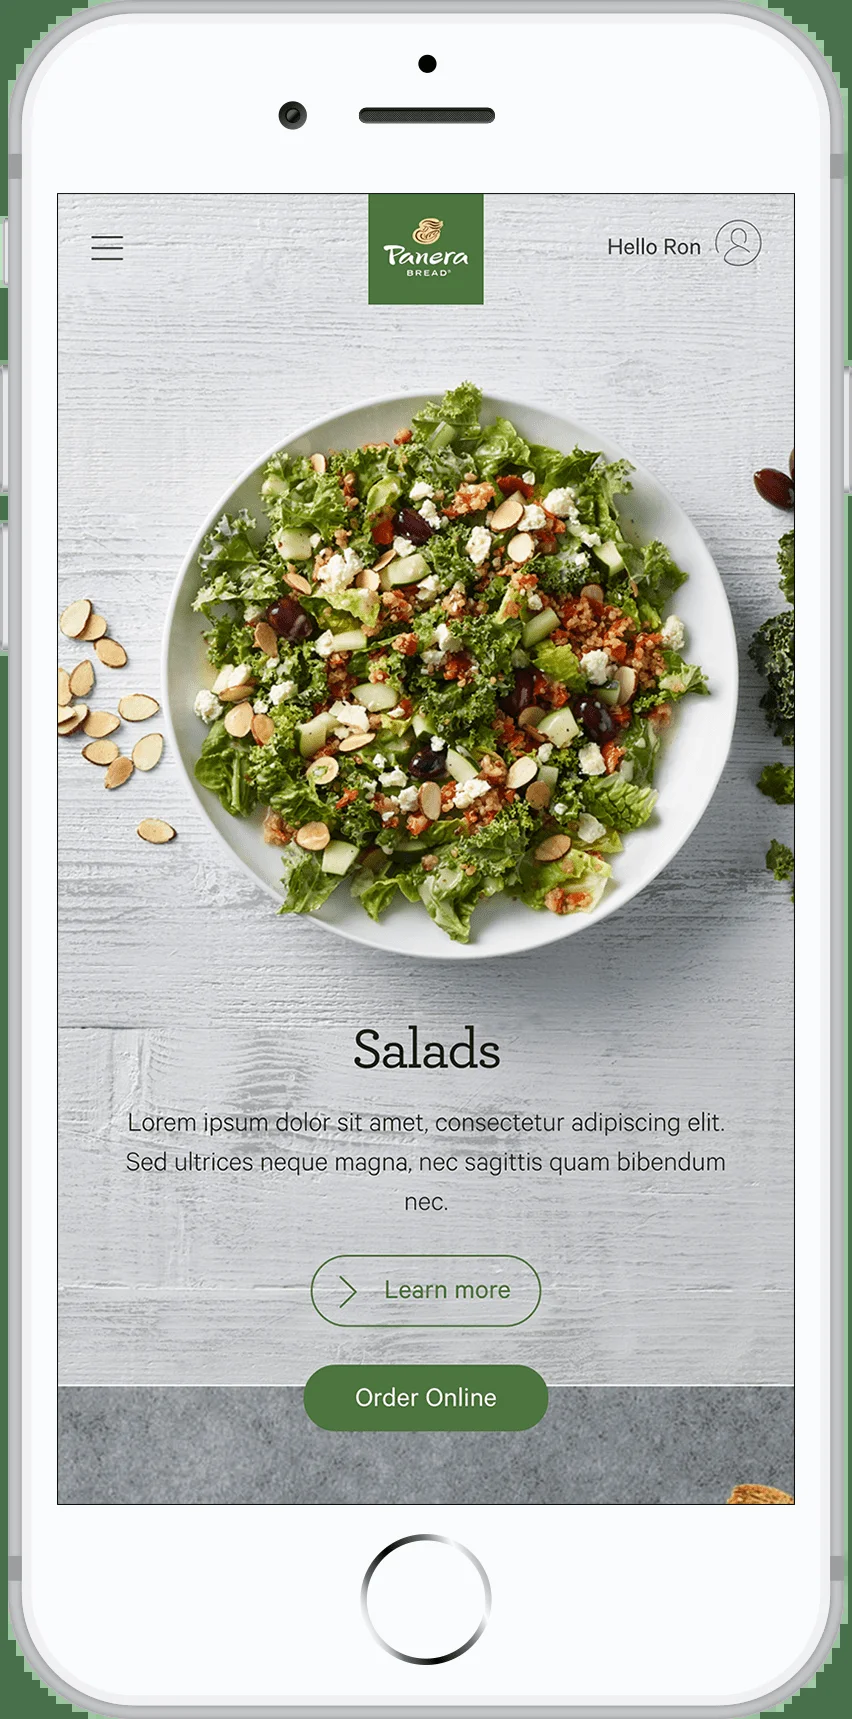 Panera
BREAD®
Hello Ron
Salads
Lorem ipsum dolor sit amet, consectetur adipiscing elit.
Sed ultrices neque magna, nec sagittis quam bibendum
nec.
Learn more
Order Online